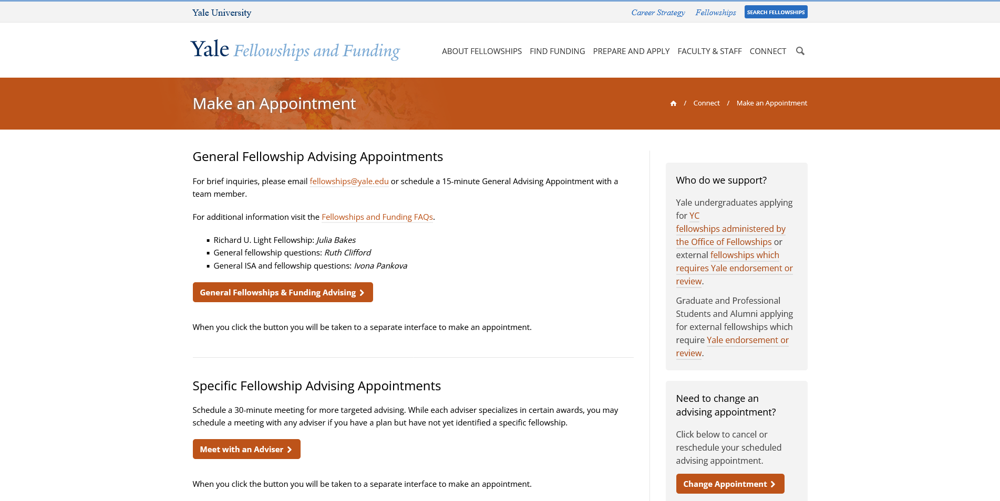 Yale University
Career Strategy Fellowships SEARCH FELLOWSHIPS
Yale Fellowships and Funding
ABOUT FELLOWSHIPS FIND FUNDING PREPARE AND APPLY FACULTY & STAFF CONNECT
Make an Appointment
/ Connect / Make an Appointment
General Fellowship Advising Appointments
For brief inquiries, please email fellowships@yale.edu or schedule a 15-minute General Advising Appointment with a
team member.
For additional information visit the Fellowships and Funding FAQs.
▪ Richard U. Light Fellowship: Julia Bakes
▪ General fellowship questions: Ruth Clifford
▪ General ISA and fellowship questions: Ivona Pankova
General Fellowships & Funding Advising
When you click the button you will be taken to a separate interface to make an appointment.
Specific Fellowship Advising Appointments
Schedule a 30-minute meeting for more targeted advising. While each adviser specializes in certain awards, you may
schedule a meeting with any adviser if you have a plan but have not yet identified a specific fellowship.
Meet with an Adviser
When you click the button you will be taken to a separate interface to make an appointment.
Who do we support?
Yale undergraduates applying
for YC
fellowships administered by
the Office of Fellowships or
external fellowships which
requires Yale endorsement or
review.
Graduate and Professional
Students and Alumni applying
for external fellowships which
require Yale endorsement or
review.
Need to change an
advising appointment?
Click below to cancel or
reschedule your scheduled
advising appointment.
Change Appointment